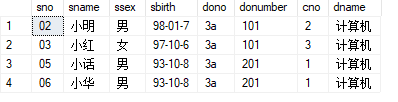 sno sname ssex sbirth dono donumber cno dname
1 02 小明 男 98-01-7 3a 101 2 计算机
2 03 小红 女 97-10-6 3a 101 3 计算机
3 05 小话 男 93-10-8 3a 201 1 计算机
4 06 小华 男 93-10-8 3a 201 1 计算机